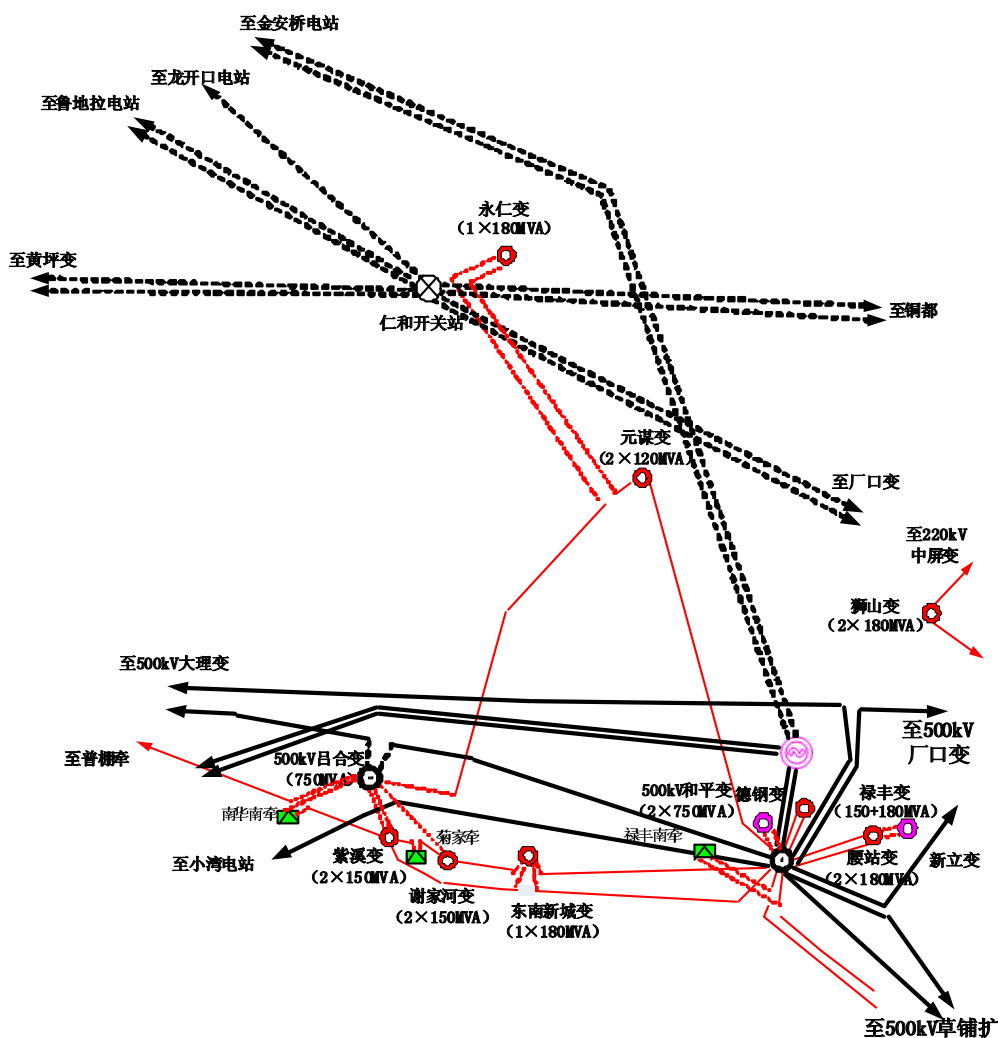 至金安桥电站
至龙开口电站
至鲁地拉电站
永仁变
(1×180MVA)
至黄坪变
仁和开关站
至铜都
元谋变
(2×120MVA)
至厂口变
至220kV
中屏变
狮山变
(2×180MVA)
至500kV大理变
至500kV
厂口变
至普棚牵
500kV吕合变
(750MVA)
500kV和平变
(2×750MVA)
德钢变
禄丰变
(150+180MVA)
南华南牵
菊家牵
禄丰南牵
至小湾电站
紫溪变
(2×150MVA)
腰站变
(2×180MVA)
新立变
谢家河变
(2×150MVA)
东南新城变
(1×180MVA)
至500kV草铺扩